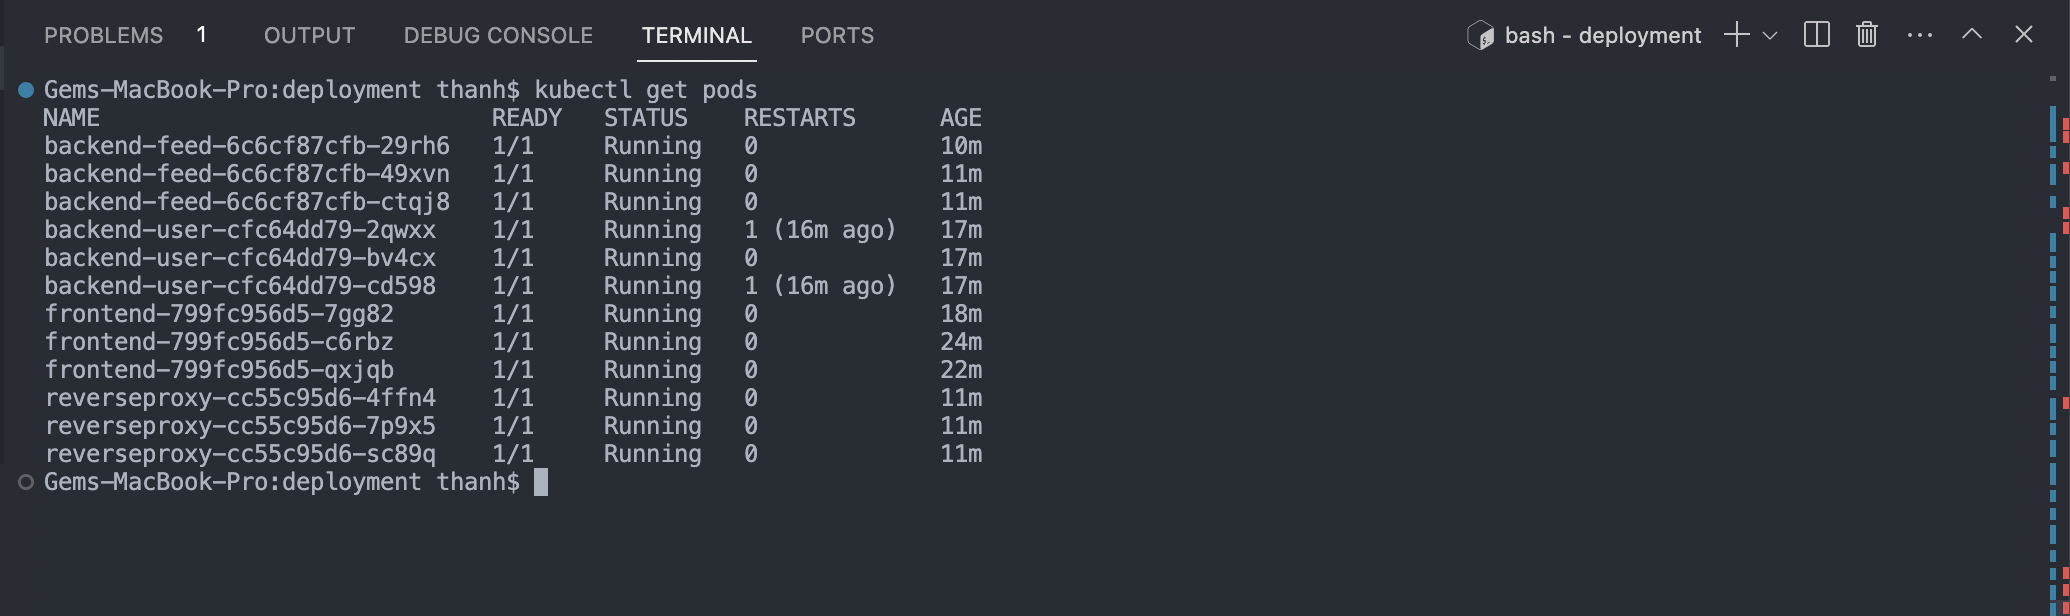 PROBLEMS 1 OUTPUT DEBUG CONSOLE TERMINAL PORTS bash - deployment
Gems-MacBook-Pro:deployment thanh$ kubectl get pods
NAME READY STATUS RESTARTS AGE
backend-feed-6c6cf87cfb-29rh6 1/1 Running 0 10m
backend-feed-6c6cf87cfb-49xvn 1/1 Running 0 11m
backend-feed-6c6cf87cfb-ctqj8 1/1 Running 0 11m
backend-user-cfc64dd79-2qwxx 1/1 Running 1 (16m ago) 17m
backend-user-cfc64dd79-bv4cx 1/1 Running 0 17m
backend-user-cfc64dd79-cd598 1/1 Running 1 (16m ago) 17m
frontend-799fc956d5-7gg82 1/1 Running 0 18m
frontend-799fc956d5-c6rbz 1/1 Running 0 24m
frontend-799fc956d5-qxjqb 1/1 Running 0 22m
reverseproxy-cc55c95d6-4ffn4 1/1 Running 0 11m
reverseproxy-cc55c95d6-7p9x5 1/1 Running 0 11m
reverseproxy-cc55c95d6-sc89q 1/1 Running 0 11m
Gems-MacBook-Pro:deployment thanh$